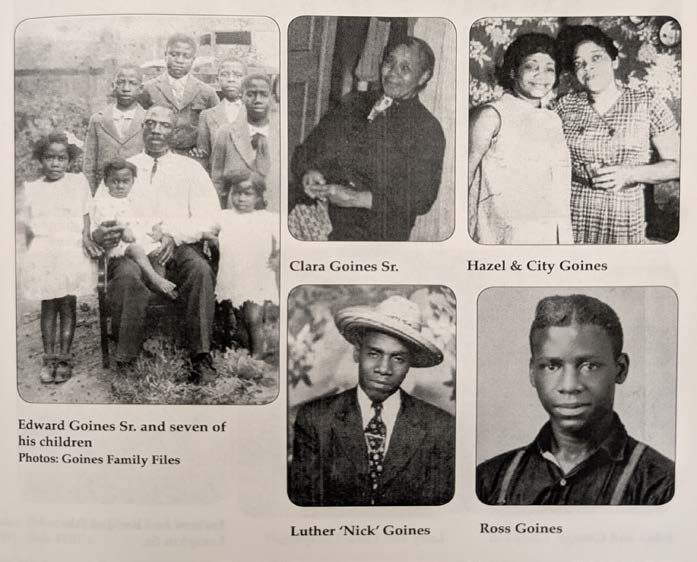 Edward Goines Sr. and seven of
his children
Photos: Goines Family Files
Clara Goines Sr.
Hazel & City Goines
Luther ‘Nick’ Goines
Ross Goines